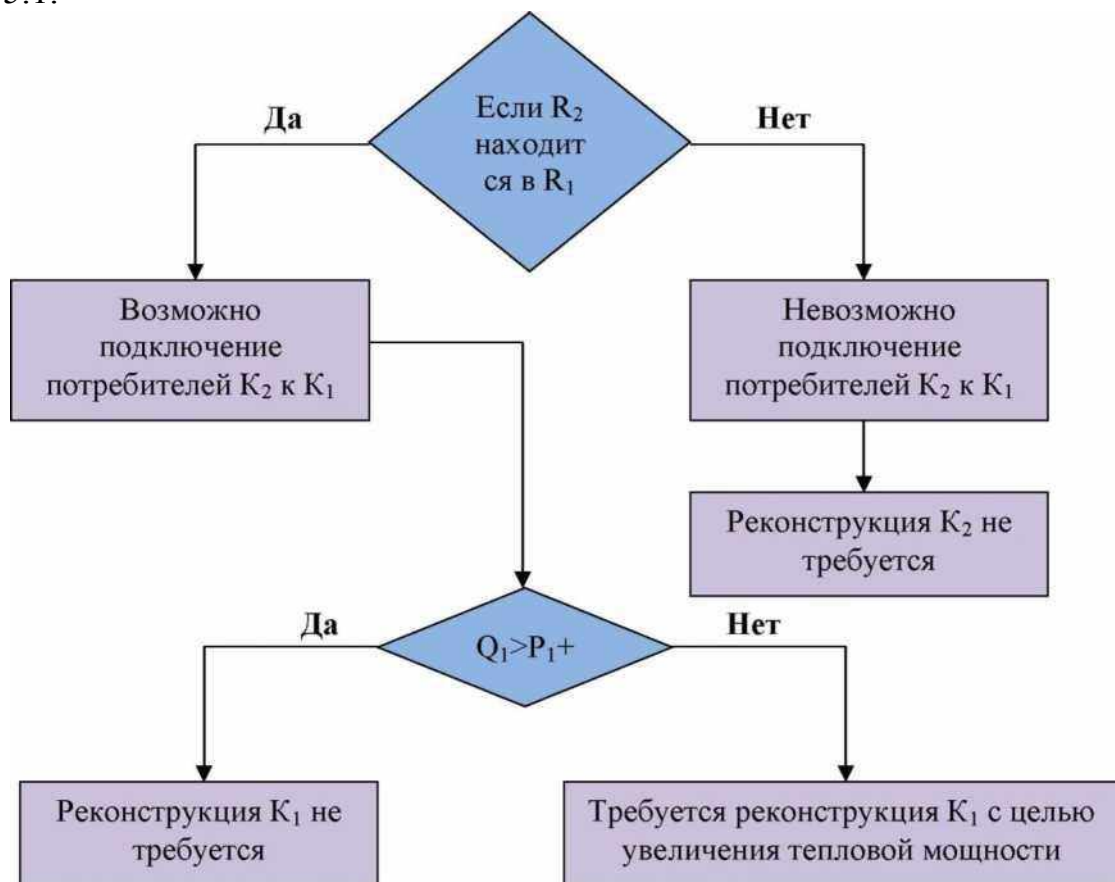 Если R₂
находит
ся в R₁
Да
Нет
Возможно
подключение
потребителей К₂ к К₁
Невозможно
подключение
потребителей К₂ к К₁
Реконструкция К₂ не
требуется
Да
Q₁>P₁+
Нет
Реконструкция К₁ не
требуется
Требуется реконструкция К₁ с целью
увеличения тепловой мощности